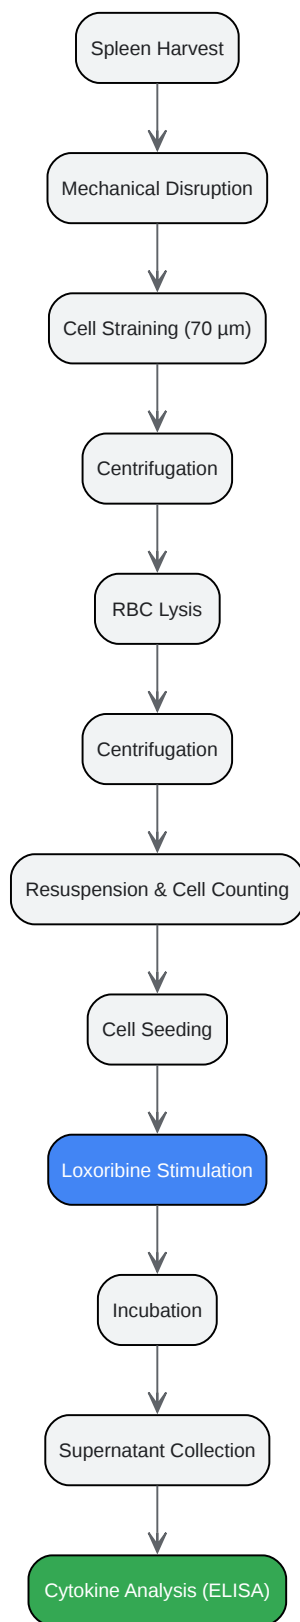 Spleen Harvest
Mechanical Disruption
Cell Straining (70 µm)
Centrifugation
RBC Lysis
Centrifugation
Resuspension & Cell Counting
Cell Seeding
Loxoribine Stimulation
Incubation
Supernatant Collection
Cytokine Analysis (ELISA)